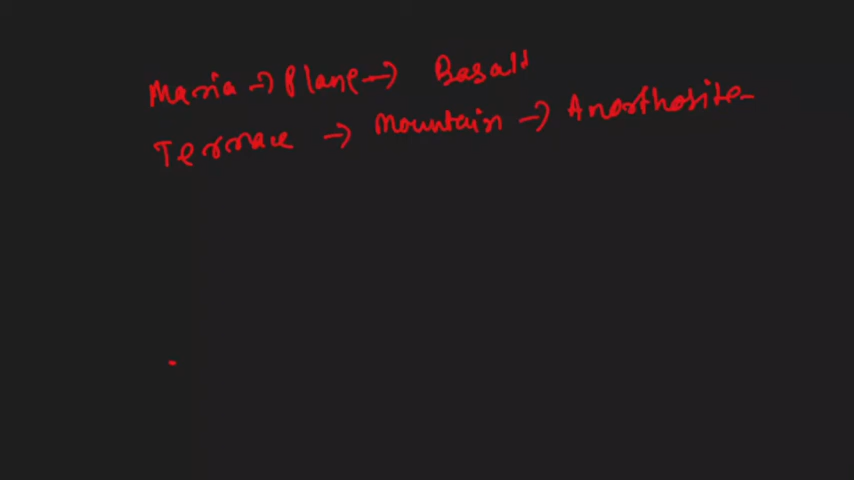 Maria → Plane → Basalt
Terrace → Mountain → Anorthosite